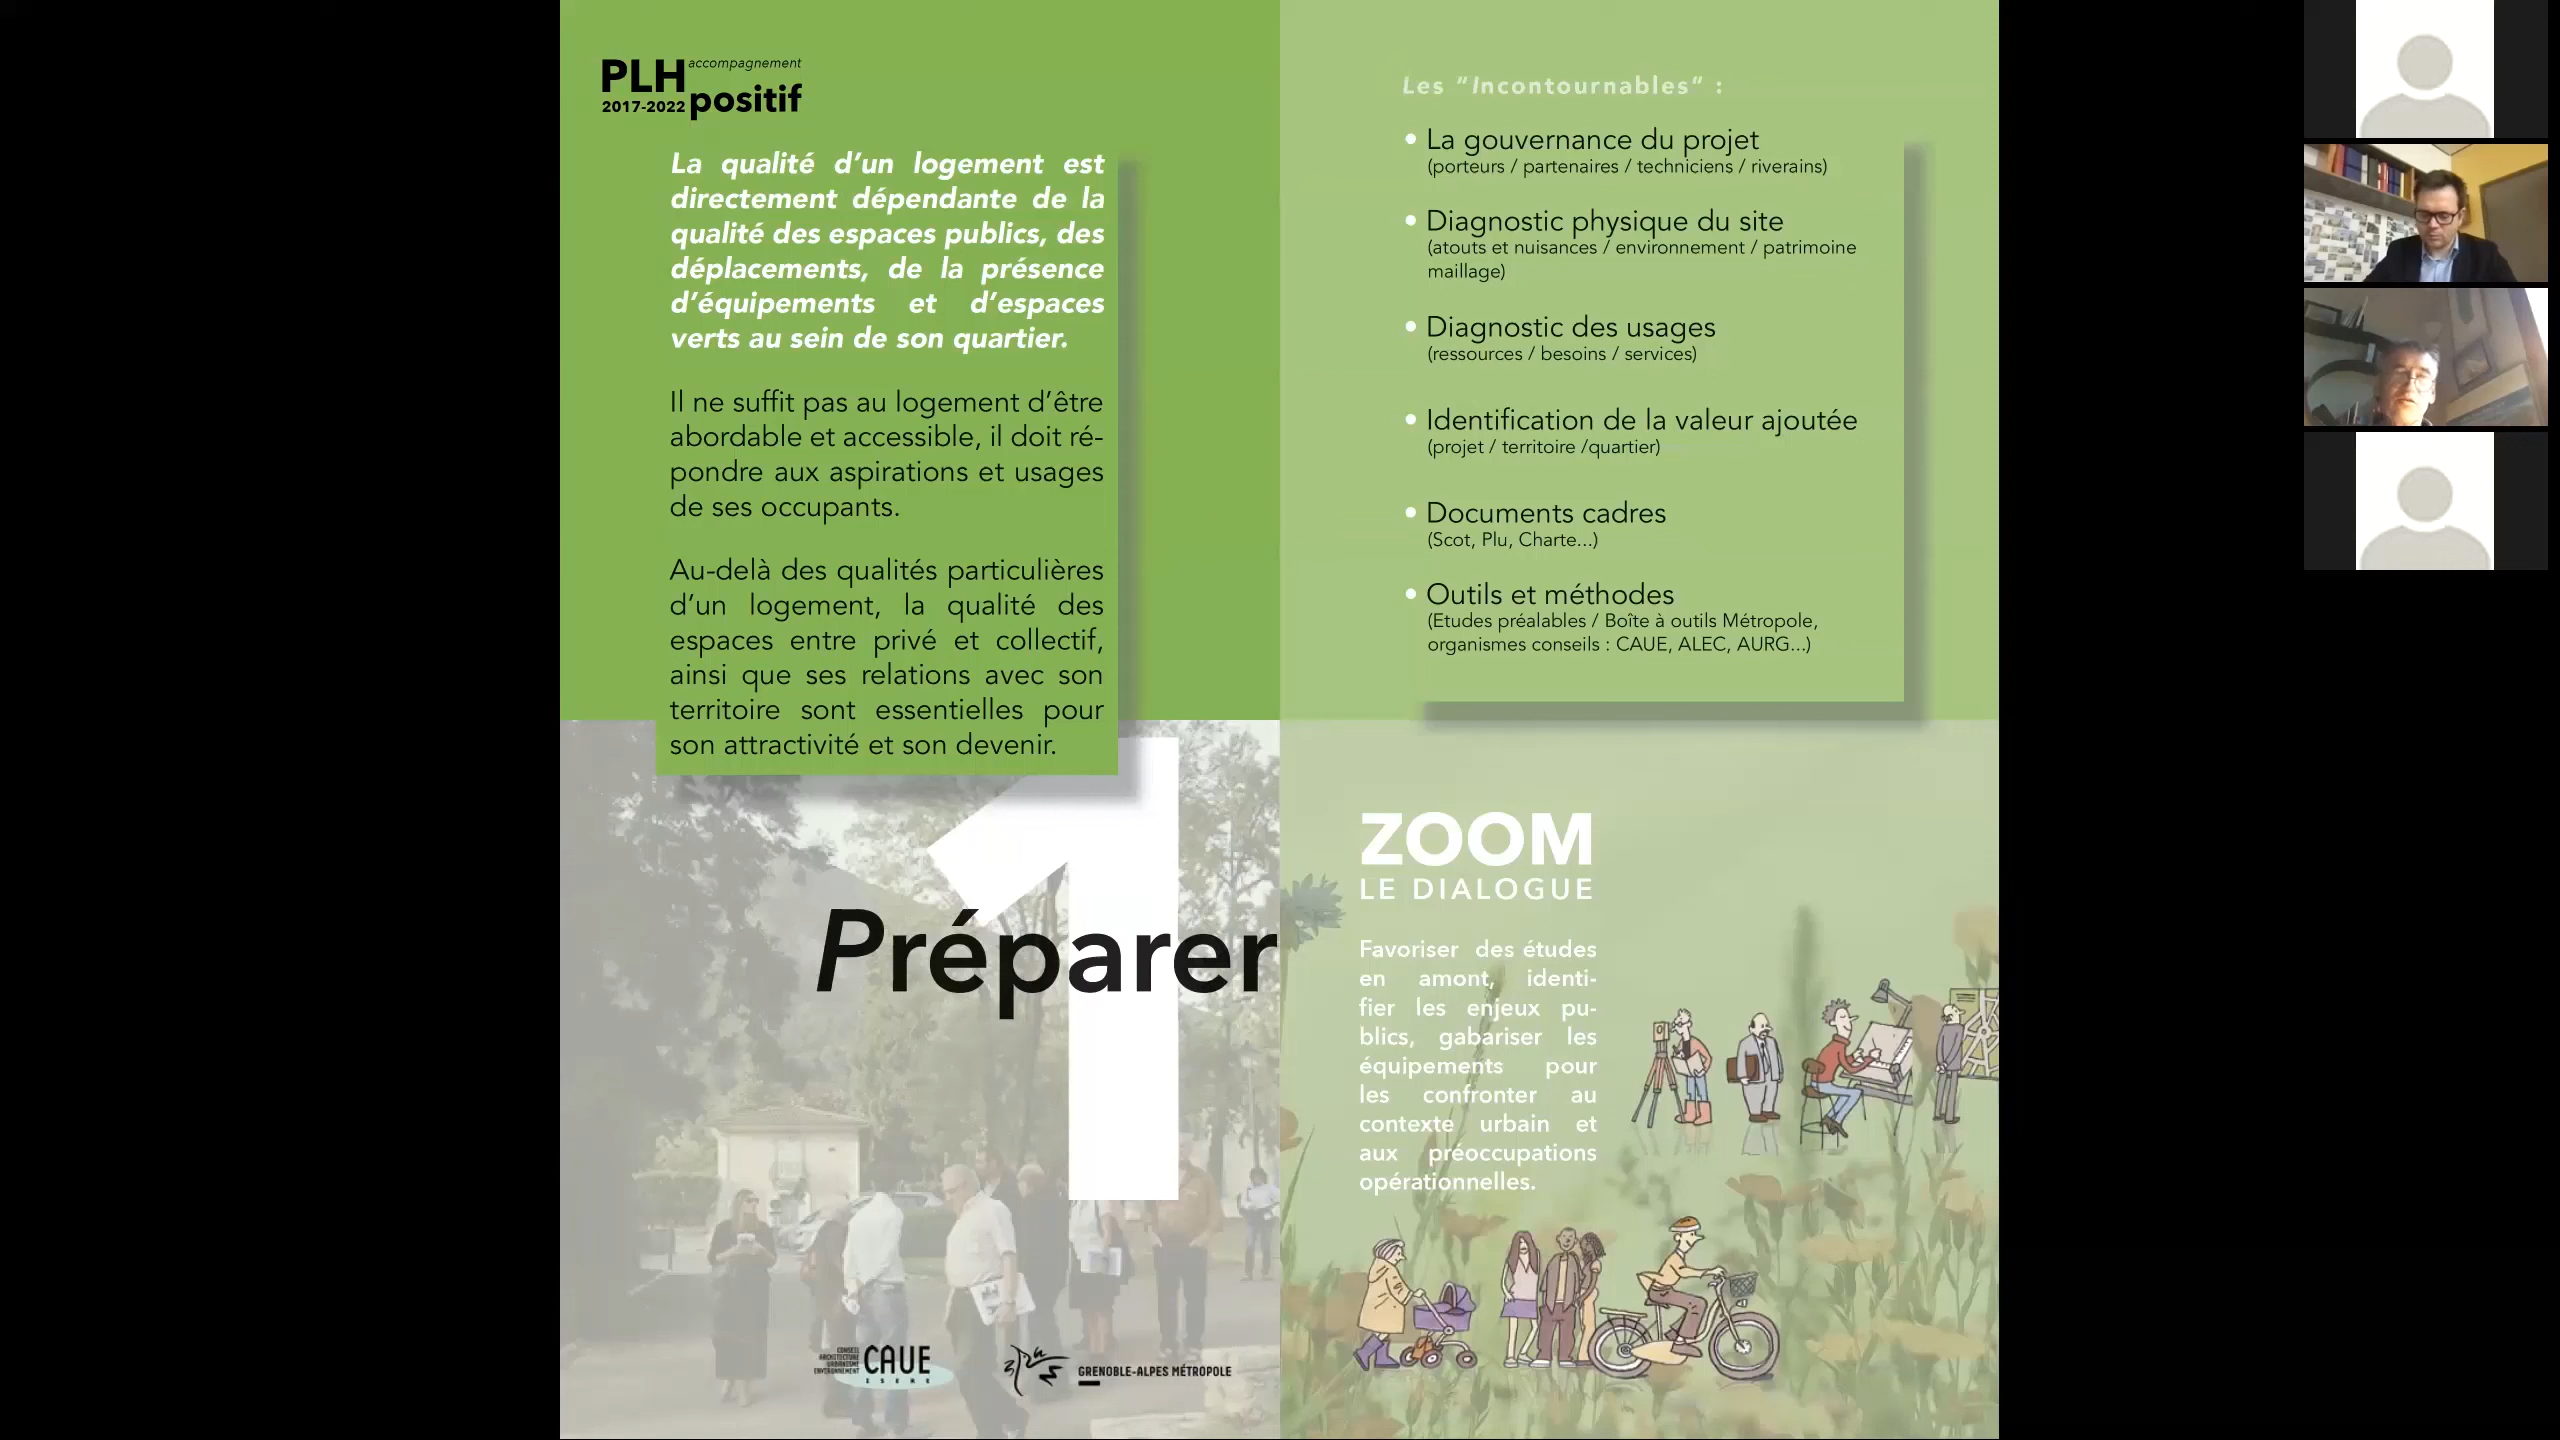 PLH accompagnement
2017-2022 positif
La qualité d’un logement est
directement dépendante de la
qualité des espaces publics, des
déplacements, de la présence
d’équipements et d’espaces
verts au sein de son quartier.
Il ne suffit pas au logement d’être
abordable et accessible, il doit ré-
pondre aux aspirations et usages
de ses occupants.
Au-delà des qualités particulières
d’un logement, la qualité des
espaces entre privé et collectif,
ainsi que ses relations avec son
territoire sont essentielles pour
son attractivité et son devenir.
1
Préparer
CONSEIL
ARCHITECTURE
URBANISME
ENVIRONNEMENT
CAUE
ISERE
GRENOBLE-ALPES MÉTROPOLE
Les "Incontournables" :
• La gouvernance du projet
(porteurs / partenaires / techniciens / riverains)
• Diagnostic physique du site
(atouts et nuisances / environnement / patrimoine
maillage)
• Diagnostic des usages
(ressources / besoins / services)
• Identification de la valeur ajoutée
(projet / territoire /quartier)
• Documents cadres
(Scot, Plu, Charte...)
• Outils et méthodes
(Etudes préalables / Boîte à outils Métropole,
organismes conseils : CAUE, ALEC, AURG...)
ZOOM
LE DIALOGUE
Favoriser des études
en amont, identi-
fier les enjeux pu-
blics, gabariser les
équipements pour
les confronter au
contexte urbain et
aux préoccupations
opérationnelles.